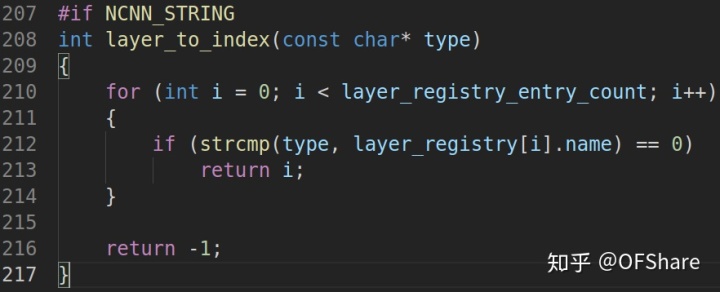 207 #if NCNN_STRING
208 int layer_to_index(const char* type)
209 {
210     for (int i = 0; i < layer_registry_entry_count; i++)
211     {
212         if (strcmp(type, layer_registry[i].name) == 0)
213             return i;
214     }
215
216     return -1;
217 }
知乎 @OFShare